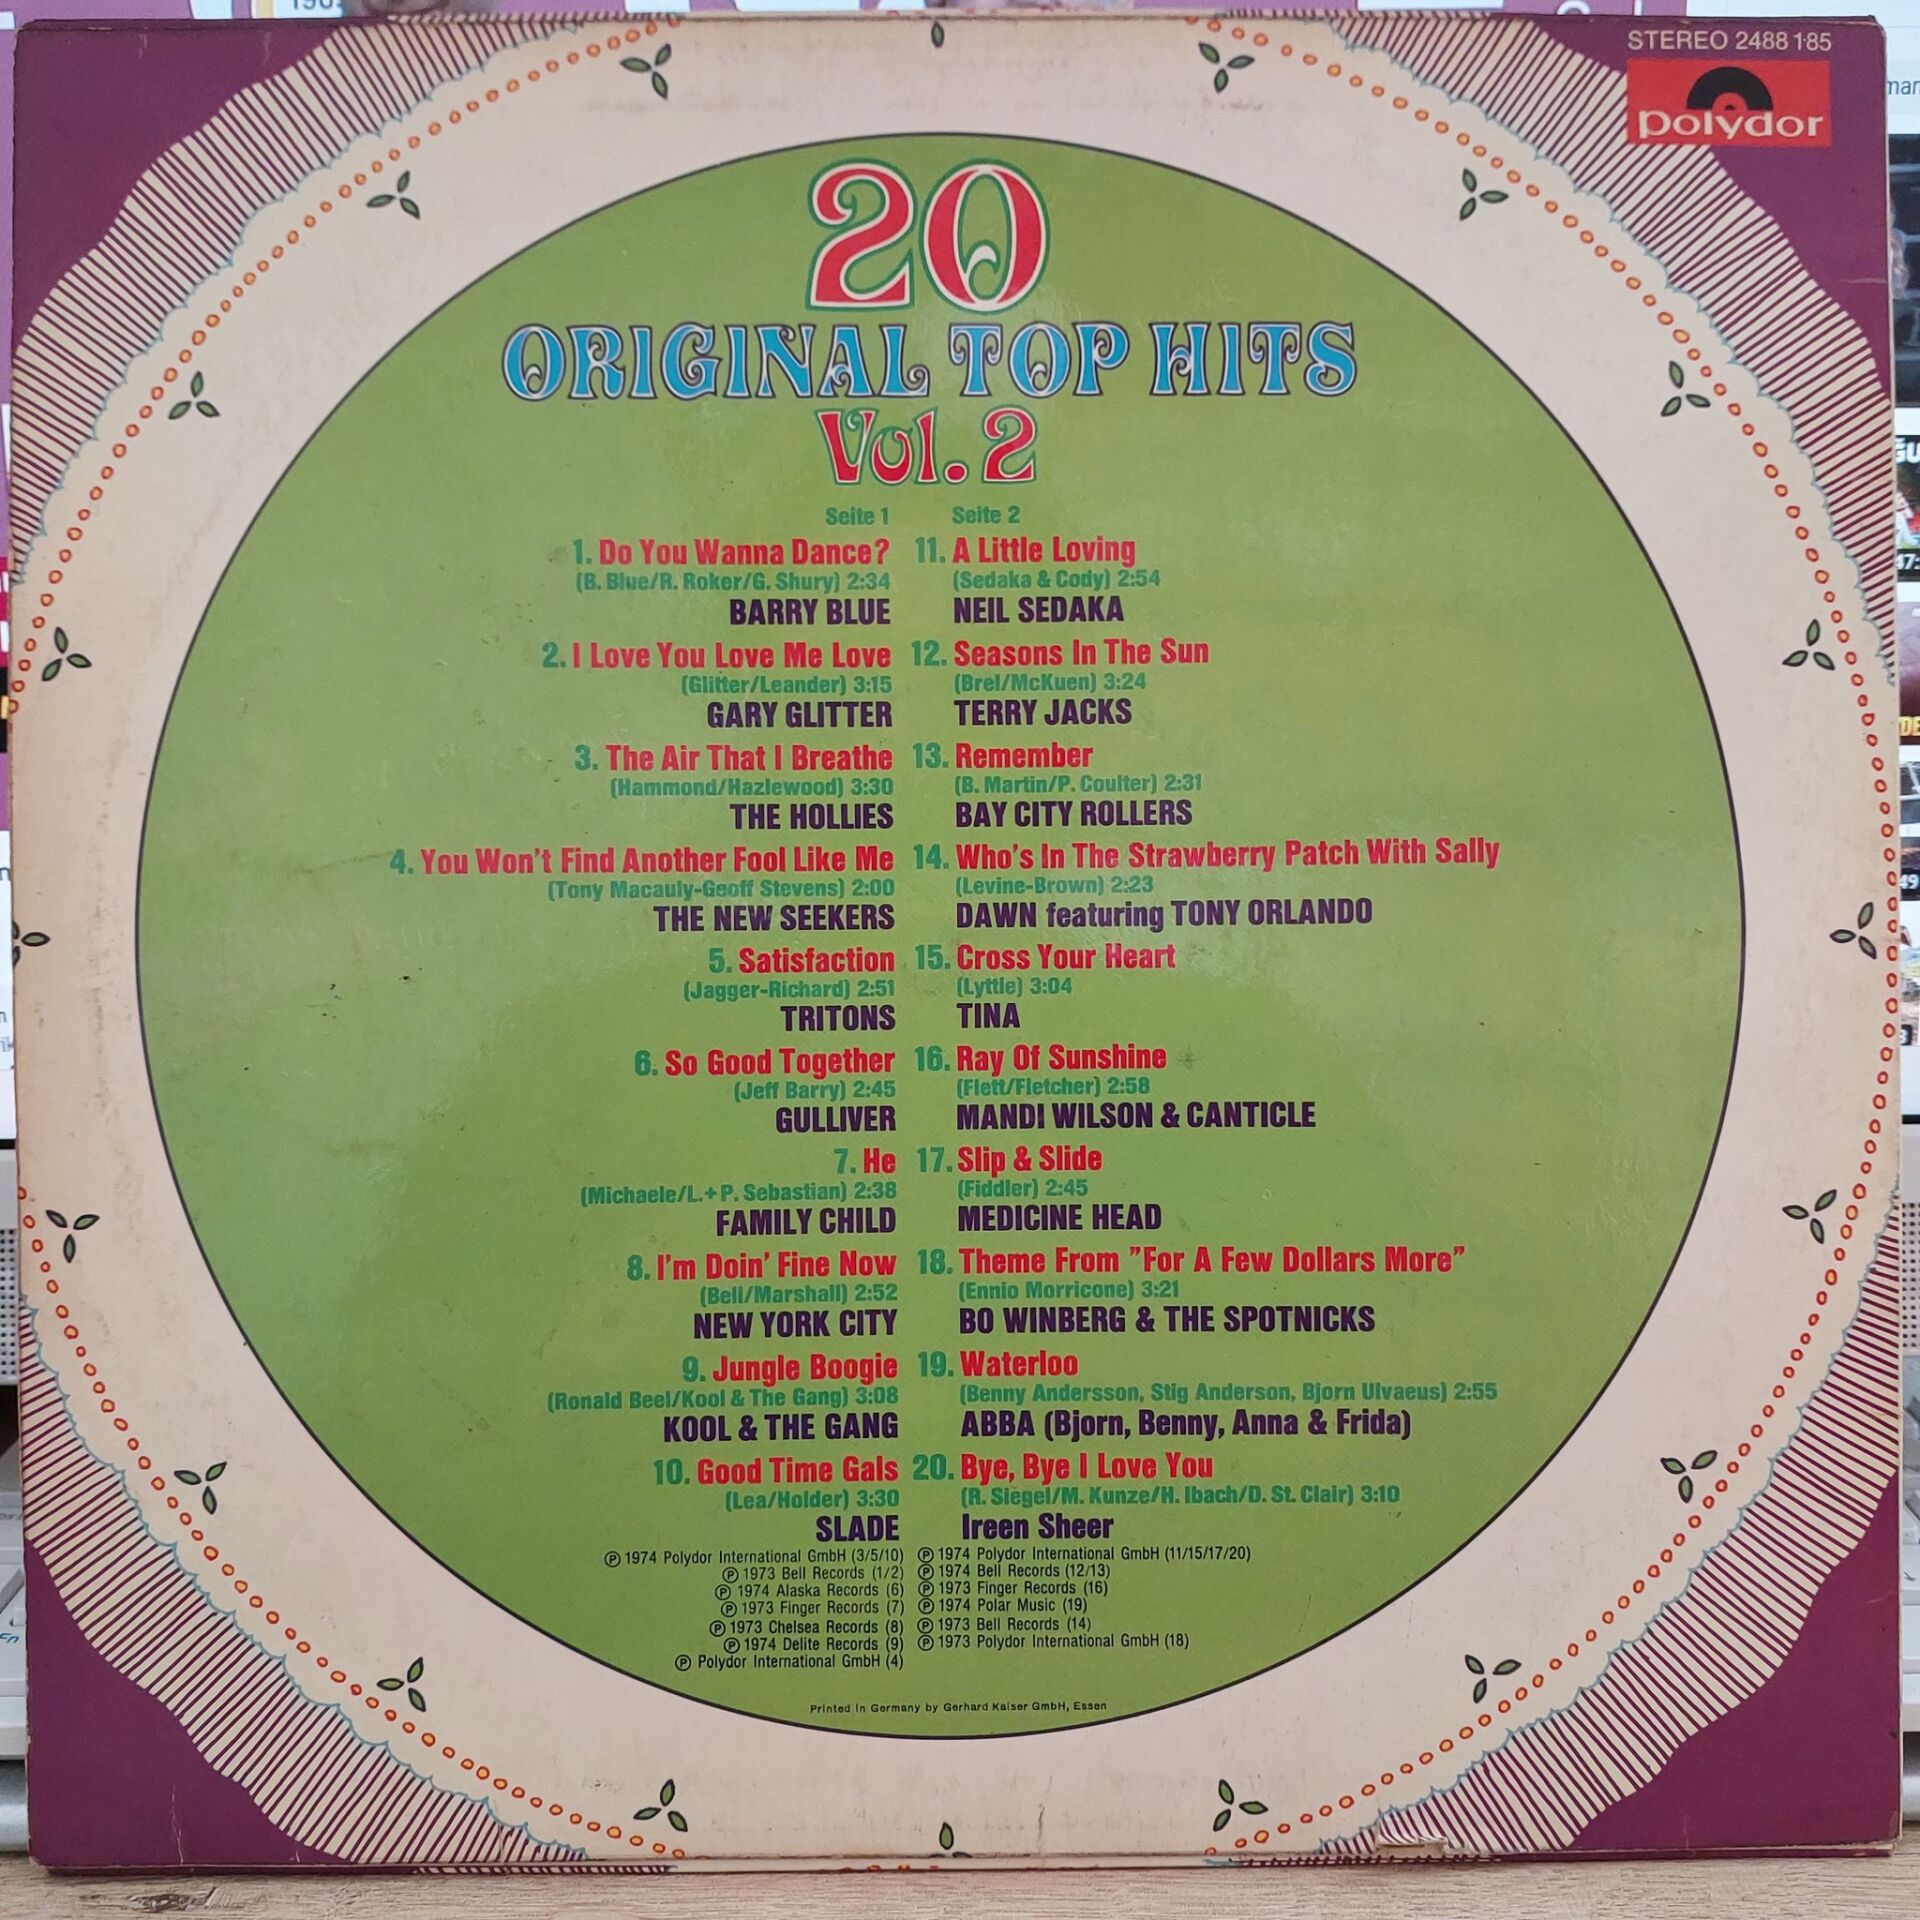 STEREO 2488 185
polydor
20
ORIGINAL TOP HITS
Vol. 2
Seite 1
1. Do You Wanna Dance?
(B. Blue/R. Roker/G. Shury) 2:34
BARRY BLUE
2. I Love You Love Me Love
(Glitter/Leander) 3:15
GARY GLITTER
3. The Air That I Breathe
(Hammond/Hazlewood) 3:30
THE HOLLIES
4. You Won't Find Another Fool Like Me
(Tony Macauly-Geoff Stevens) 2:00
THE NEW SEEKERS
5. Satisfaction
(Jagger-Richard) 2:51
TRITONS
6. So Good Together
(Jeff Barry) 2:45
GULLIVER
7. He
(Michaele/L.+P. Sebastian) 2:38
FAMILY CHILD
8. I'm Doin' Fine Now
(Bell/Marshall) 2:52
NEW YORK CITY
9. Jungle Boogie
(Ronald Beel/Kool & The Gang) 3:08
KOOL & THE GANG
10. Good Time Gals
(Lea/Holder) 3:30
SLADE
℗ 1974 Polydor International GmbH (3/5/10)
℗ 1973 Bell Records (1/2)
℗ 1974 Alaska Records (6)
℗ 1973 Finger Records (7)
℗ 1973 Chelsea Records (8)
℗ 1974 Delite Records (9)
℗ Polydor International GmbH (4)
Seite 2
11. A Little Loving
(Sedaka & Cody) 2:54
NEIL SEDAKA
12. Seasons In The Sun
(Brel/McKuen) 3:24
TERRY JACKS
13. Remember
(B. Martin/P. Coulter) 2:31
BAY CITY ROLLERS
14. Who's In The Strawberry Patch With Sally
(Levine-Brown) 2:23
DAWN featuring TONY ORLANDO
15. Cross Your Heart
(Lyttle) 3:04
TINA
16. Ray Of Sunshine
(Flett/Fletcher) 2:58
MANDI WILSON & CANTICLE
17. Slip & Slide
(Fiddler) 2:45
MEDICINE HEAD
18. Theme From "For A Few Dollars More"
(Ennio Morricone) 3:21
BO WINBERG & THE SPOTNICKS
19. Waterloo
(Benny Andersson, Stig Anderson, Bjorn Ulvaeus) 2:55
ABBA (Bjorn, Benny, Anna & Frida)
20. Bye, Bye I Love You
(R. Siegel/M. Kunze/H. Ibach/D. St. Clair) 3:10
Ireen Sheer
℗ 1974 Polydor International GmbH (11/15/17/20)
℗ 1974 Bell Records (12/13)
℗ 1973 Finger Records (16)
℗ 1974 Polar Music (19)
℗ 1973 Bell Records (14)
℗ 1973 Polydor International GmbH (18)
Printed in Germany by Gerhard Kaiser GmbH, Essen